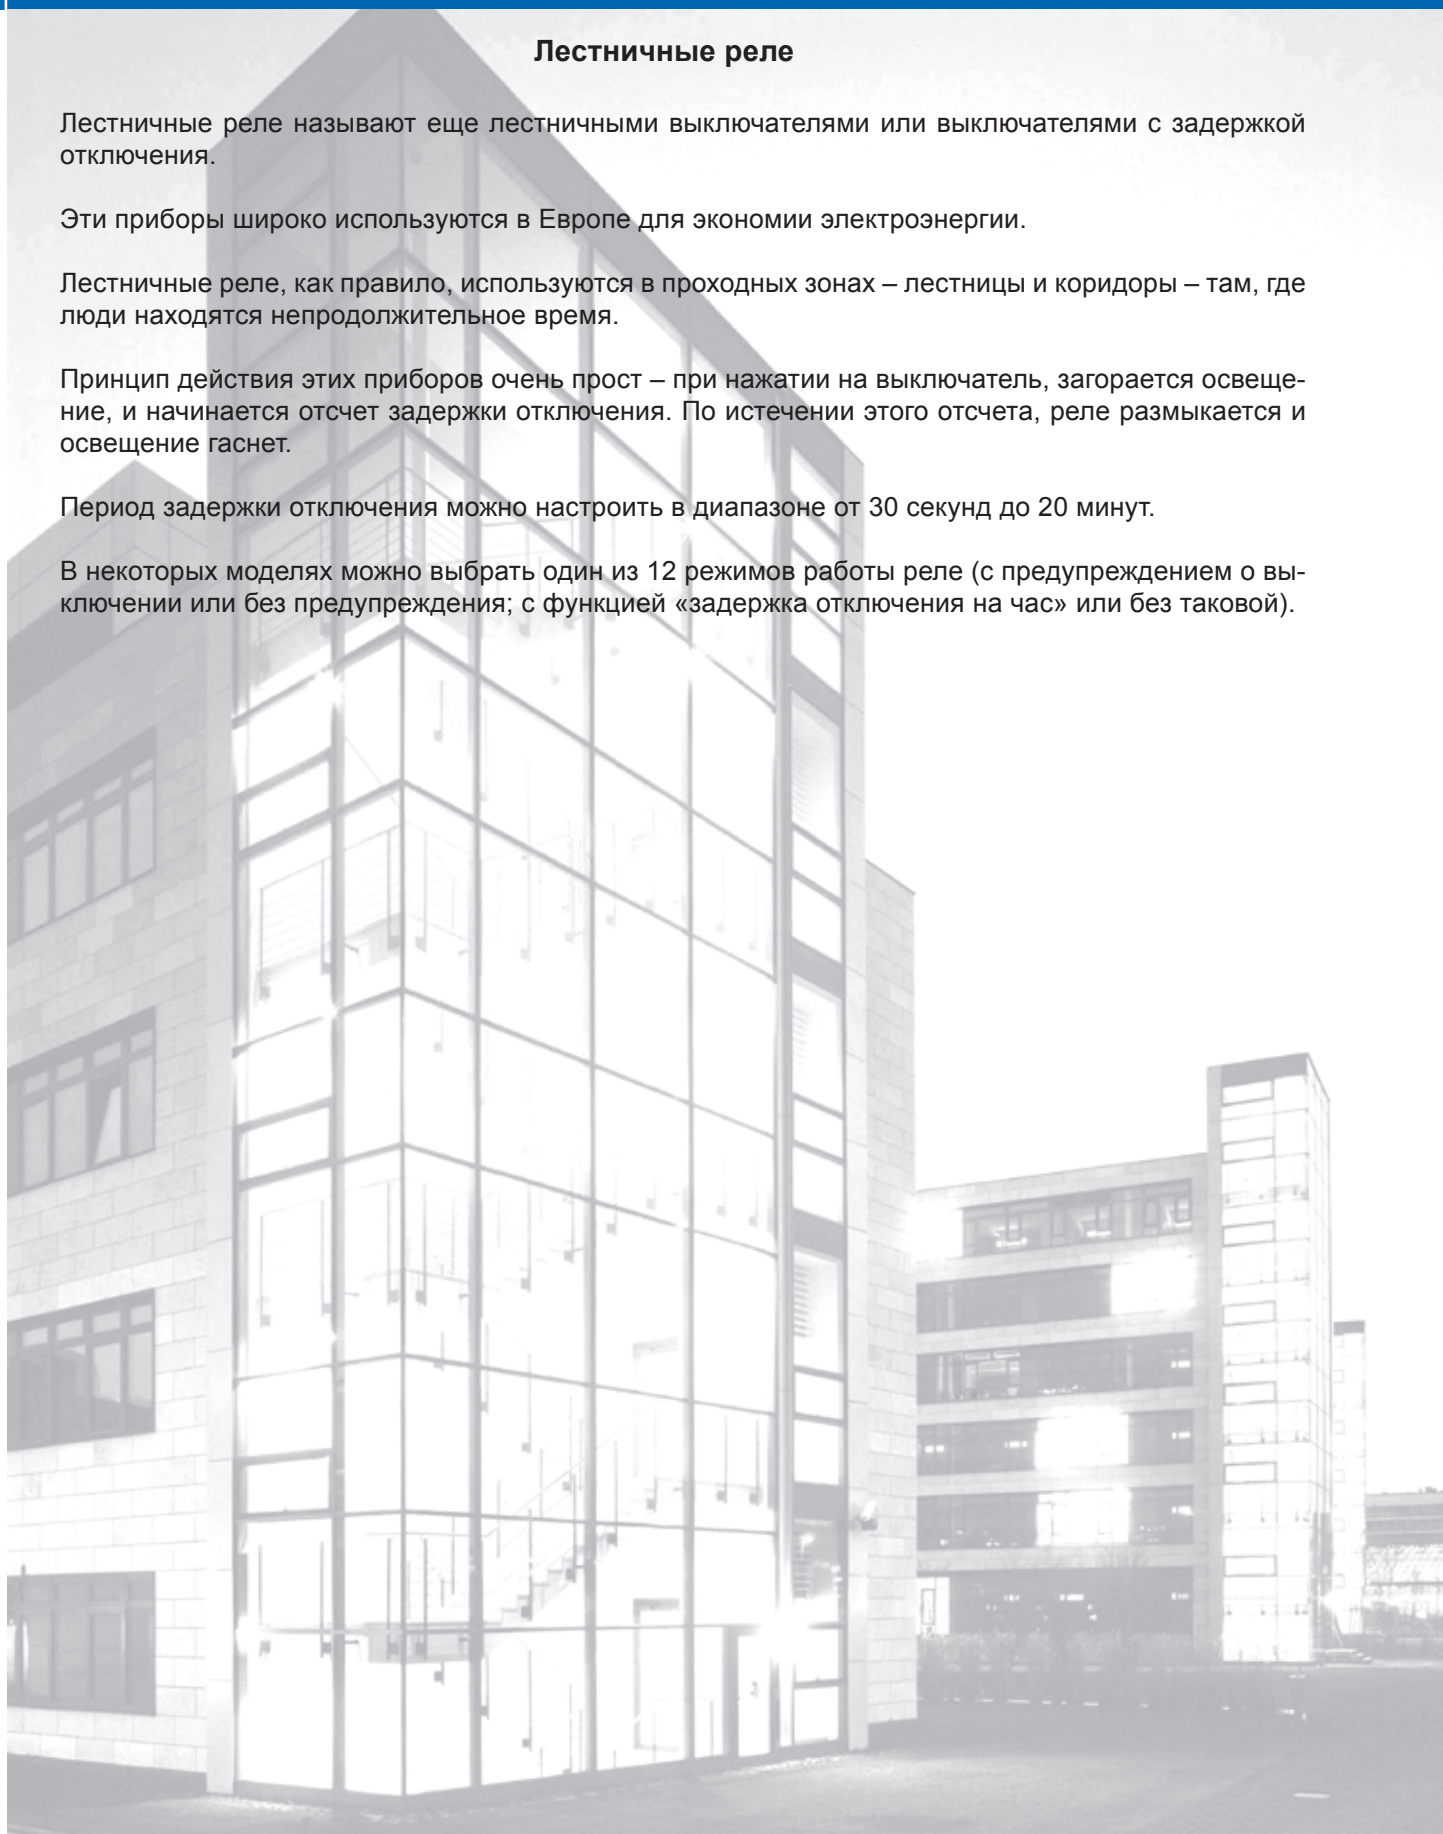 Лестничные реле
Лестничные реле называют еще лестничными выключателями или выключателями с задержкой
отключения.
Эти приборы широко используются в Европе для экономии электроэнергии.
Лестничные реле, как правило, используются в проходных зонах – лестницы и коридоры – там, где
люди находятся непродолжительное время.
Принцип действия этих приборов очень прост – при нажатии на выключатель, загорается освеще-
ние, и начинается отсчет задержки отключения. По истечении этого отсчета, реле размыкается и
освещение гаснет.
Период задержки отключения можно настроить в диапазоне от 30 секунд до 20 минут.
В некоторых моделях можно выбрать один из 12 режимов работы реле (с предупреждением о вы-
ключении или без предупреждения; с функцией «задержка отключения на час» или без таковой).